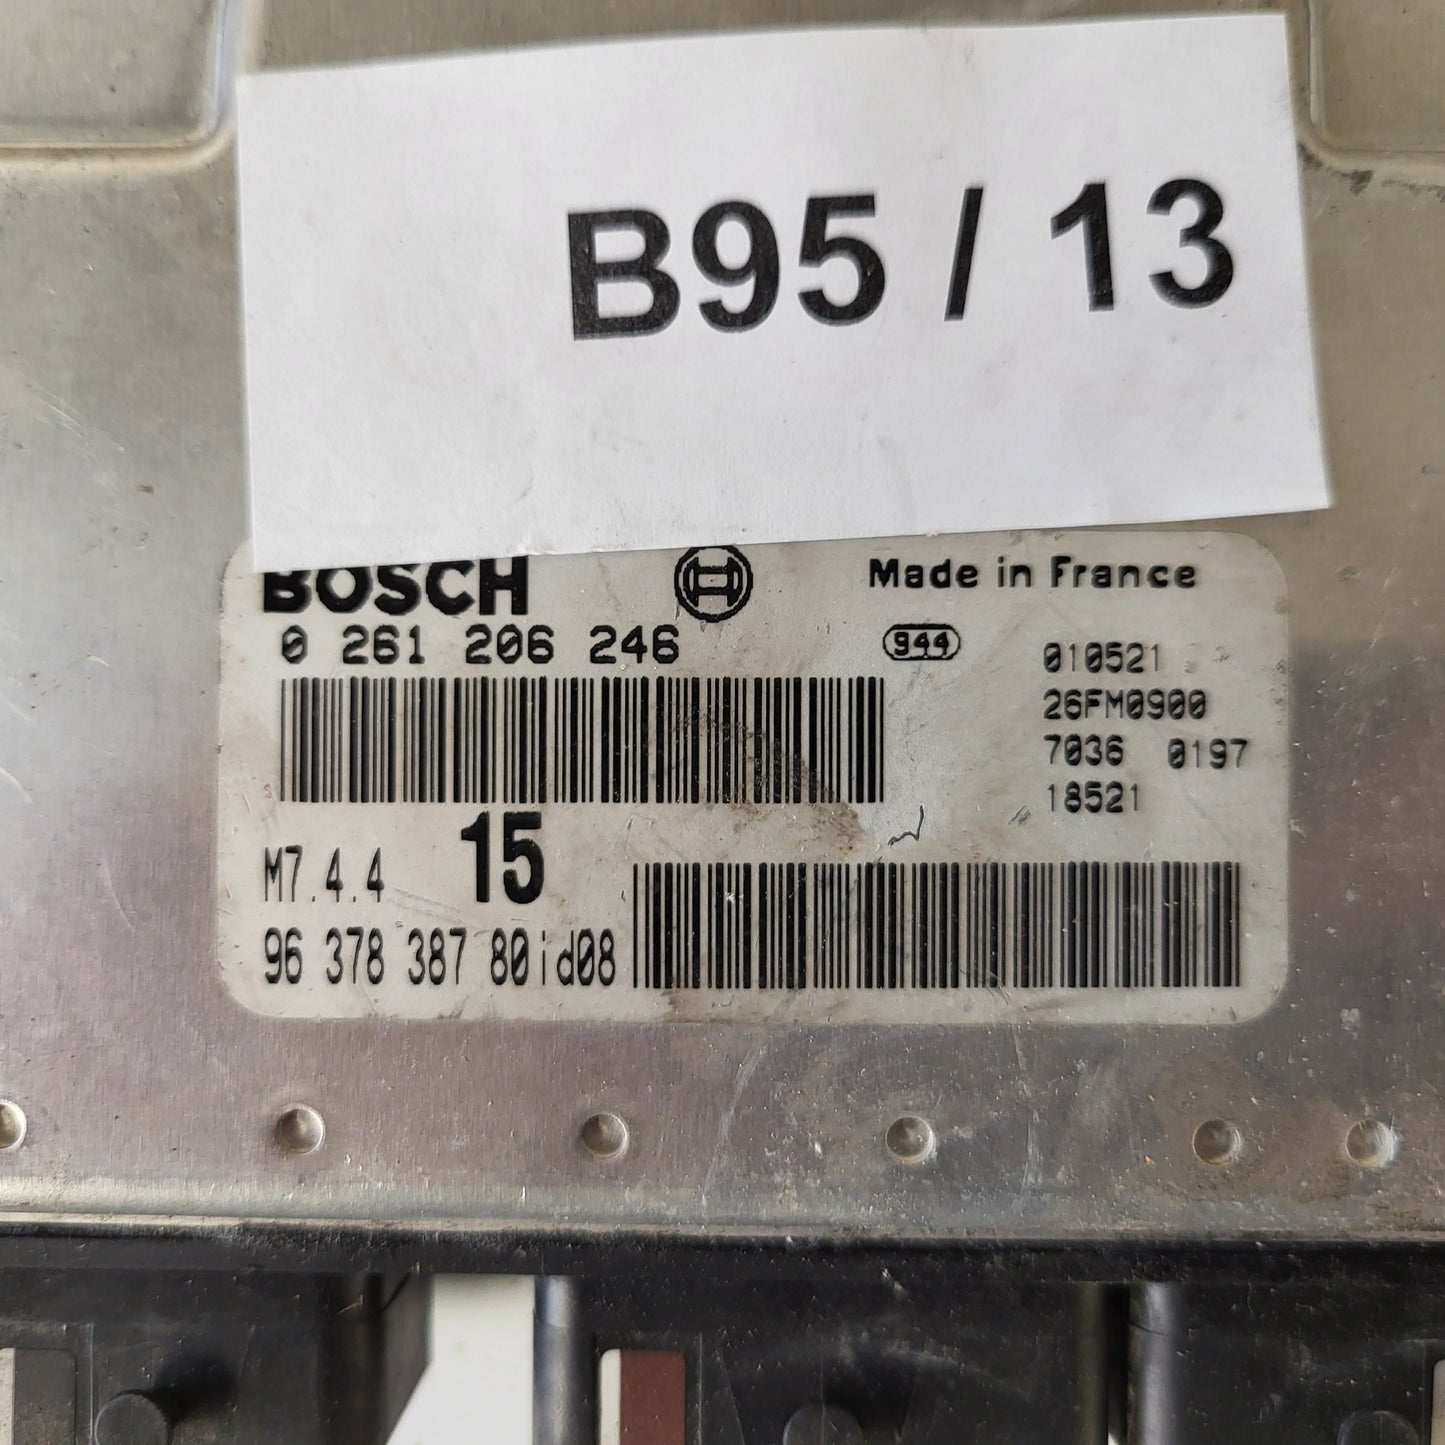 B95 / 13
BOSCH Made in France
0 261 206 246 944 010521
26FM0900
7036 0197
18521
M7.4.4 15
96 378 387 80id08